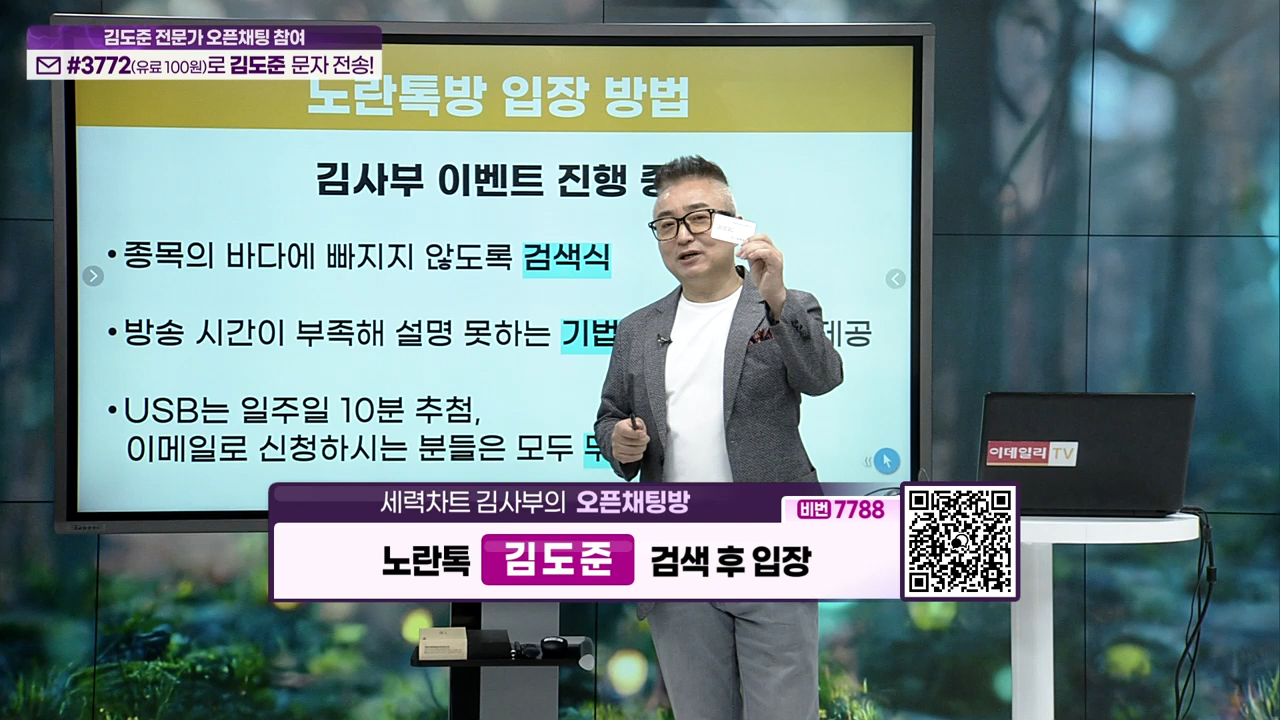 김도준 전문가 오픈채팅 참여
#3772(유료 100원)로 김도준 문자 전송!
노란톡방 입장 방법
김사부 이벤트 진행
• 종목의 바다에 빠지지 않도록 검색식
• 방송 시간이 부족해 설명 못하는 기법 제공
• USB는 일주일 10분 추첨,
이메일로 신청하시는 분들은 모두
이데일리TV
세력차트 김사부의 오픈채팅방
비번 7788
노란톡 김도준 검색 후 입장